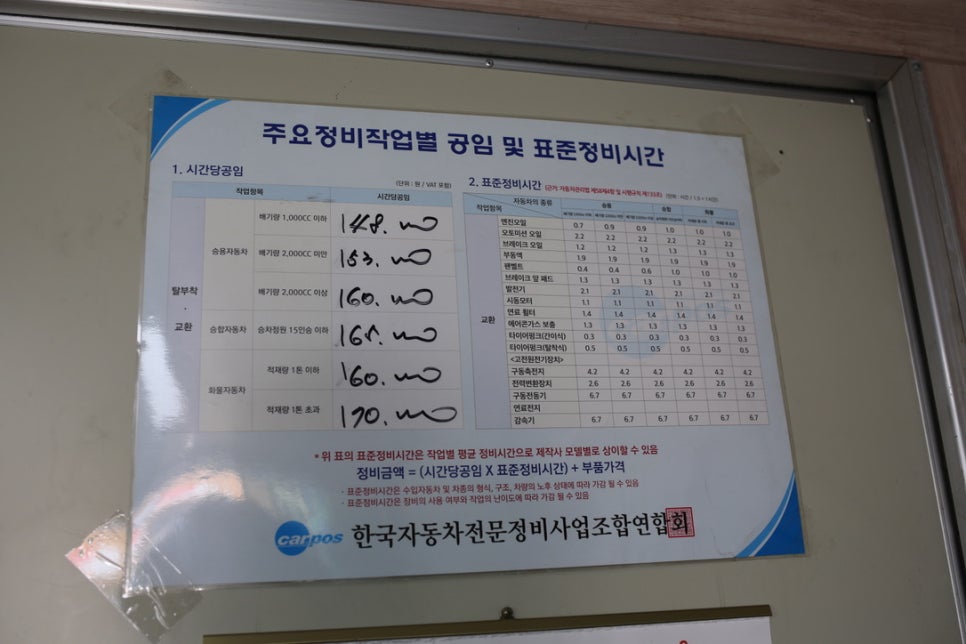 주요정비작업별 공임 및 표준정비시간
1. 시간당공임
(단위 : 원 / VAT 포함)
작업항목 시간당공임
탈부착 · 교환
승용자동차
배기량 1,000CC 이하 148.000
배기량 2,000CC 미만 153.000
배기량 2,000CC 이상 160.000
승합자동차 승차정원 15인승 이하 165.000
화물자동차
적재량 1톤 이하 160.000
적재량 1톤 초과 170.000
2. 표준정비시간 (근거: 자동차관리법 제58조제4항 및 시행규칙 제133조)
자동차의 종류
작업항목
승용 승합 화물
교환
엔진오일 0.7 0.9 0.9 1.0 1.0 1.0
오토미션 오일 2.2 2.2 2.2 2.2 2.2 2.2
브레이크 오일 1.2 1.2 1.2 1.3 1.3 1.3
부동액 1.9 1.9 1.9 1.9 1.9 1.9
팬벨트 0.4 0.4 0.6 1.0 1.0 1.0
브레이크 앞 패드 1.3 1.3 1.3 1.3 1.3 1.3
발전기 2.1 2.1 2.1 2.1 2.1 2.1
시동모터 1.1 1.1 1.1 1.1 1.1 1.1
연료 필터 1.4 1.4 1.4 1.4 1.4 1.4
에어콘가스 보충 1.3 1.3 1.3 1.3 1.3 1.3
타이어펑크(간이식) 0.3 0.3 0.3 0.3 0.3 0.3
타이어펑크(탈착식) 0.5 0.5 0.5 0.5 0.5 0.5
<고전원전기장치>
구동축전지 4.2 4.2 4.2 4.2 4.2 4.2
전력변환장치 2.6 2.6 2.6 2.6 2.6 2.6
구동전동기 6.7 6.7 6.7 6.7 6.7 6.7
연료전지
감속기 6.7 6.7 6.7 6.7 6.7 6.7
* 위 표의 표준정비시간은 작업별 평균 정비시간으로 제작사 모델별로 상이할 수 있음
정비금액 = (시간당공임 X 표준정비시간) + 부품가격
· 표준정비시간은 수입자동차 및 차종의 형식, 구조, 차량의 노후 상태에 따라 가감 될 수 있음
· 표준정비시간은 장비의 사용 여부와 작업의 난이도에 따라 가감 될 수 있음
carpos 한국자동차전문정비사업조합연합회